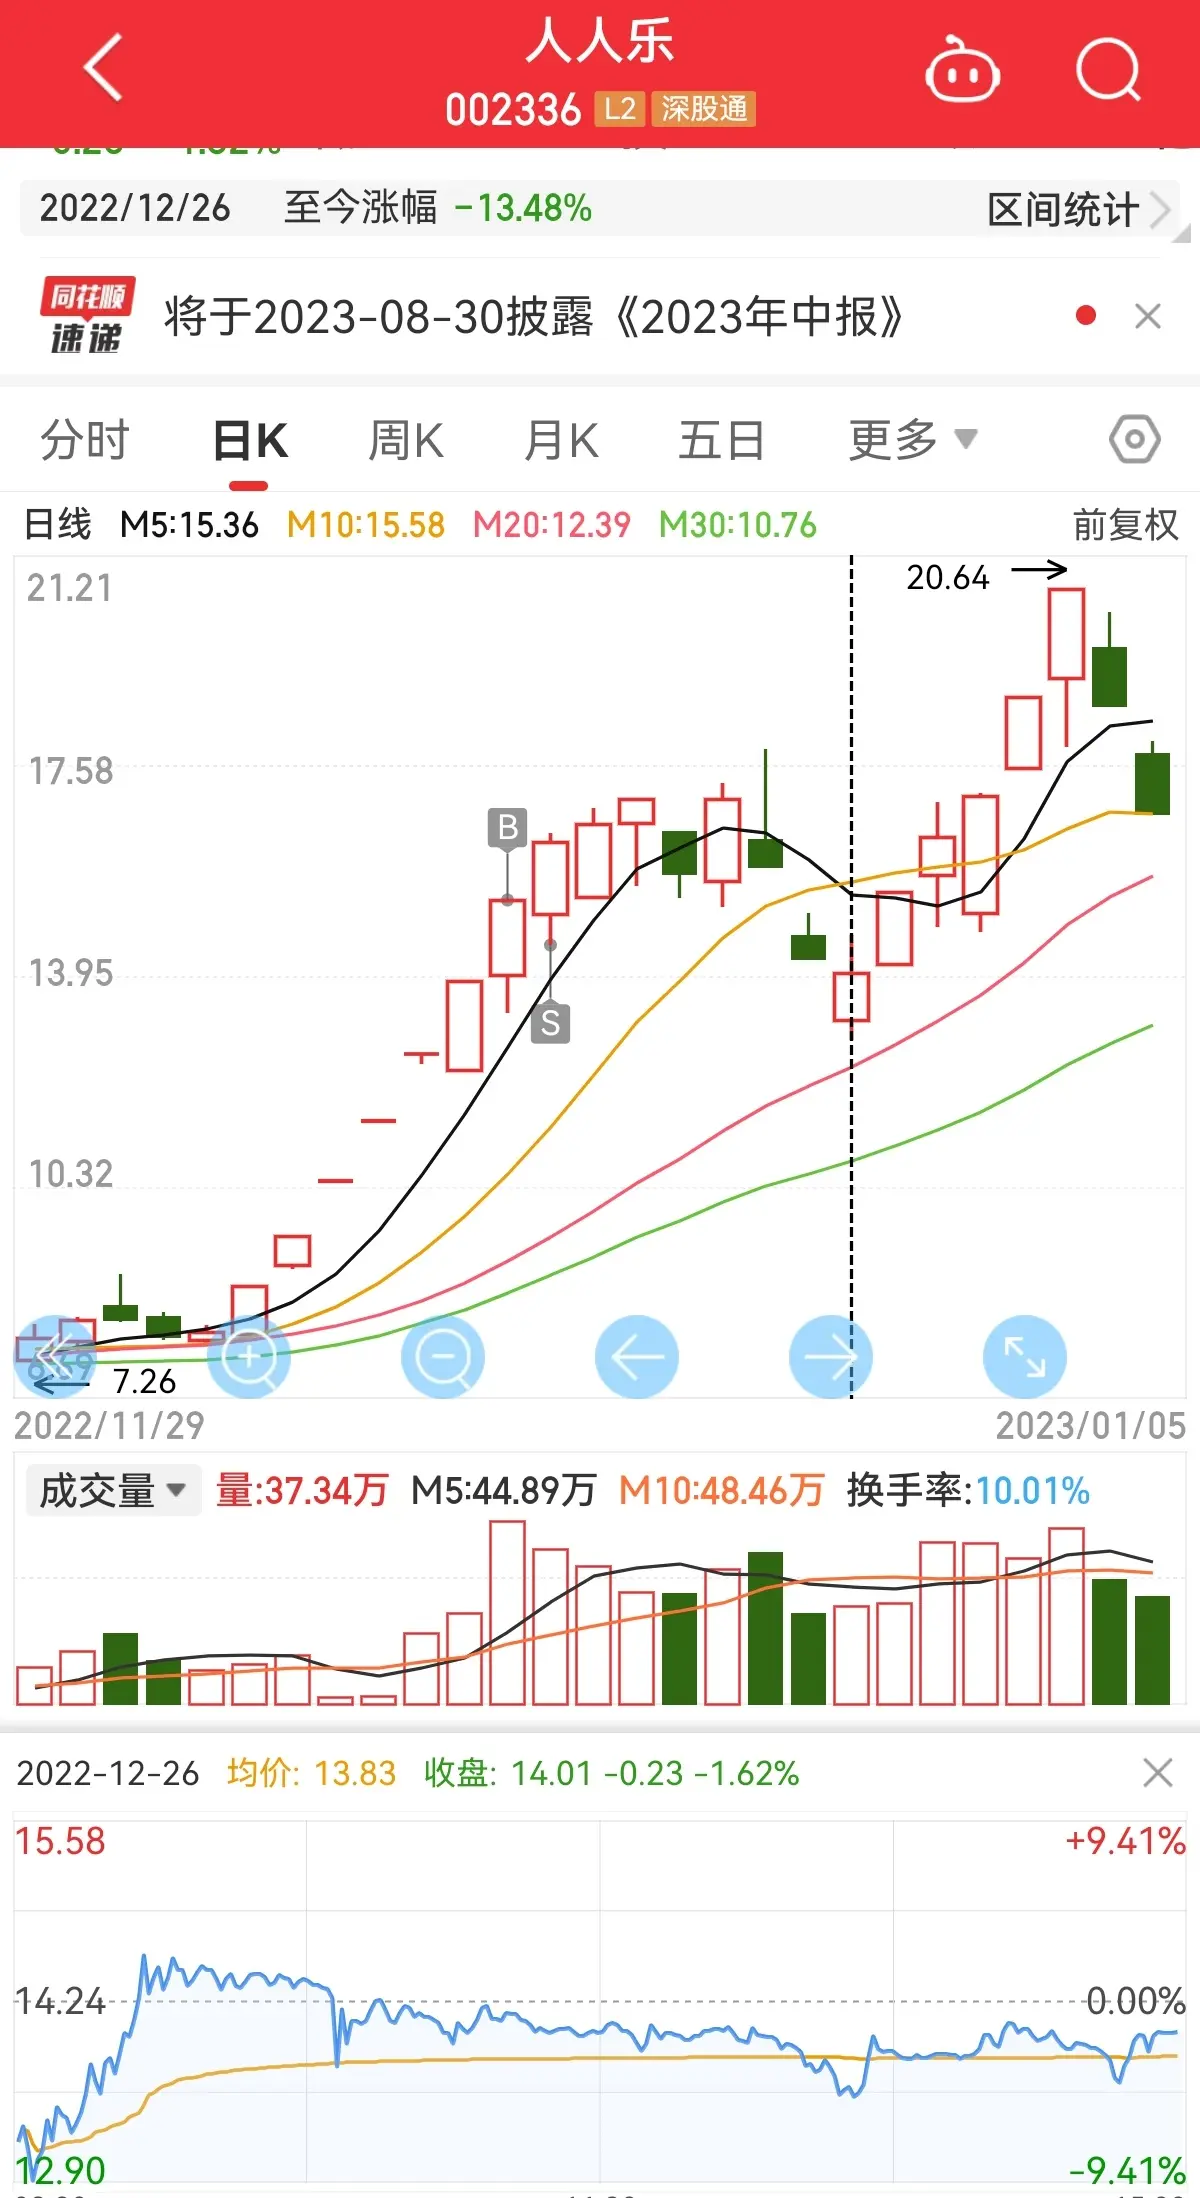 人人乐
002336 L2 深股通
2022/12/26 至今涨幅 -13.48% 区间统计
同花顺 速递 将于2023-08-30披露《2023年中报》
分时 日K 周K 月K 五日 更多
日线 M5:15.36 M10:15.58 M20:12.39 M30:10.76 前复权
20.64
21.21
17.58
B
13.95
S
10.32
7.26
2022/11/29 2023/01/05
成交量 量:37.34万 M5:44.89万 M10:48.46万 换手率:10.01%
2022-12-26 均价: 13.83 收盘: 14.01 -0.23 -1.62%
15.58 +9.41%
14.24 0.00%
12.90 -9.41%